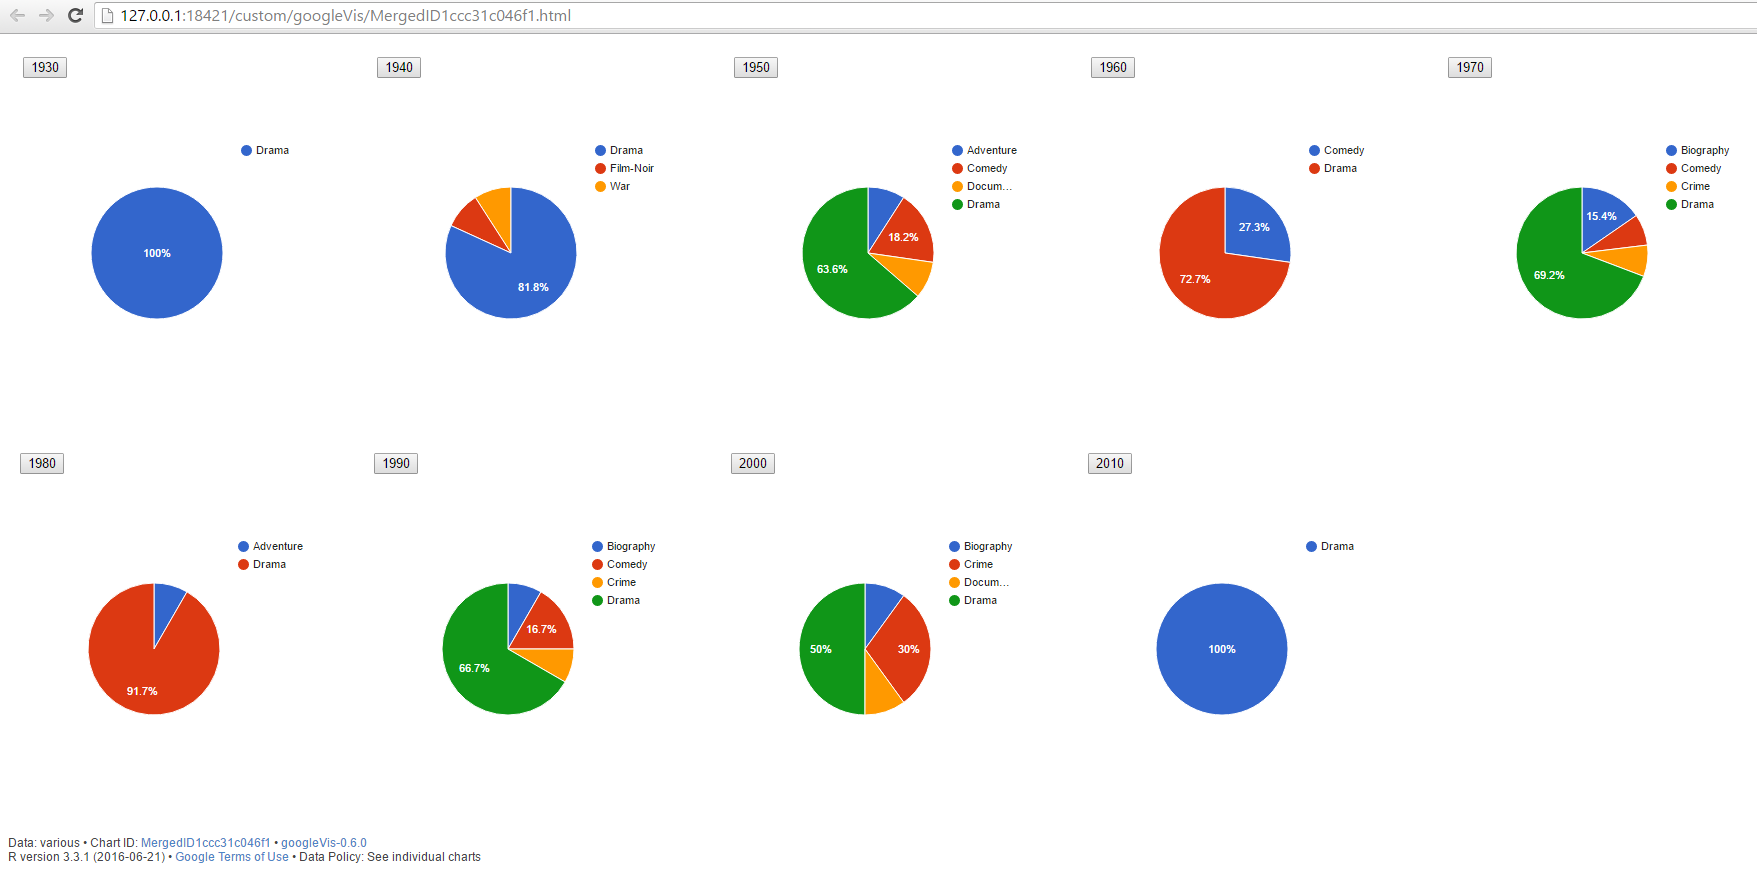 127.0.0.1:18421/custom/googleVis/MergedID1ccc31c046f1.html
1930
Drama
100%
1940
Drama
Film-Noir
War
81.8%
1950
Adventure
Comedy
Docum...
Drama
18.2%
63.6%
1960
Comedy
Drama
27.3%
72.7%
1970
Biography
Comedy
Crime
Drama
15.4%
69.2%
1980
Adventure
Drama
91.7%
1990
Biography
Comedy
Crime
Drama
16.7%
66.7%
2000
Biography
Crime
Docum...
Drama
50%
30%
2010
Drama
100%
Data: various • Chart ID: MergedID1ccc31c046f1 • googleVis-0.6.0
R version 3.3.1 (2016-06-21) • Google Terms of Use • Data Policy: See individual charts